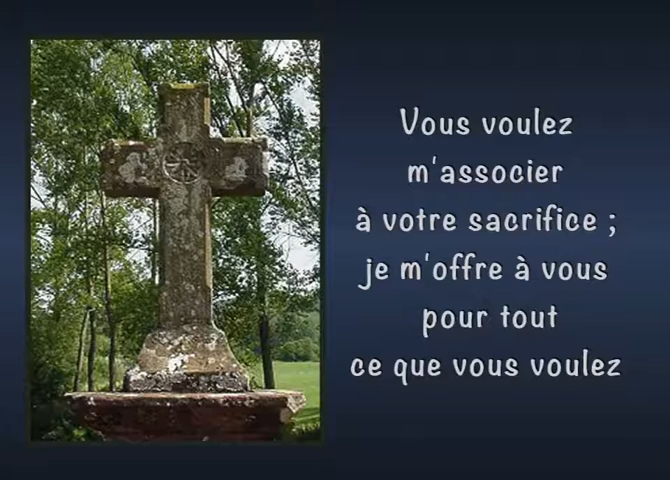 Vous voulez
m'associer
à votre sacrifice ;
je m'offre à vous
pour tout
ce que vous voulez